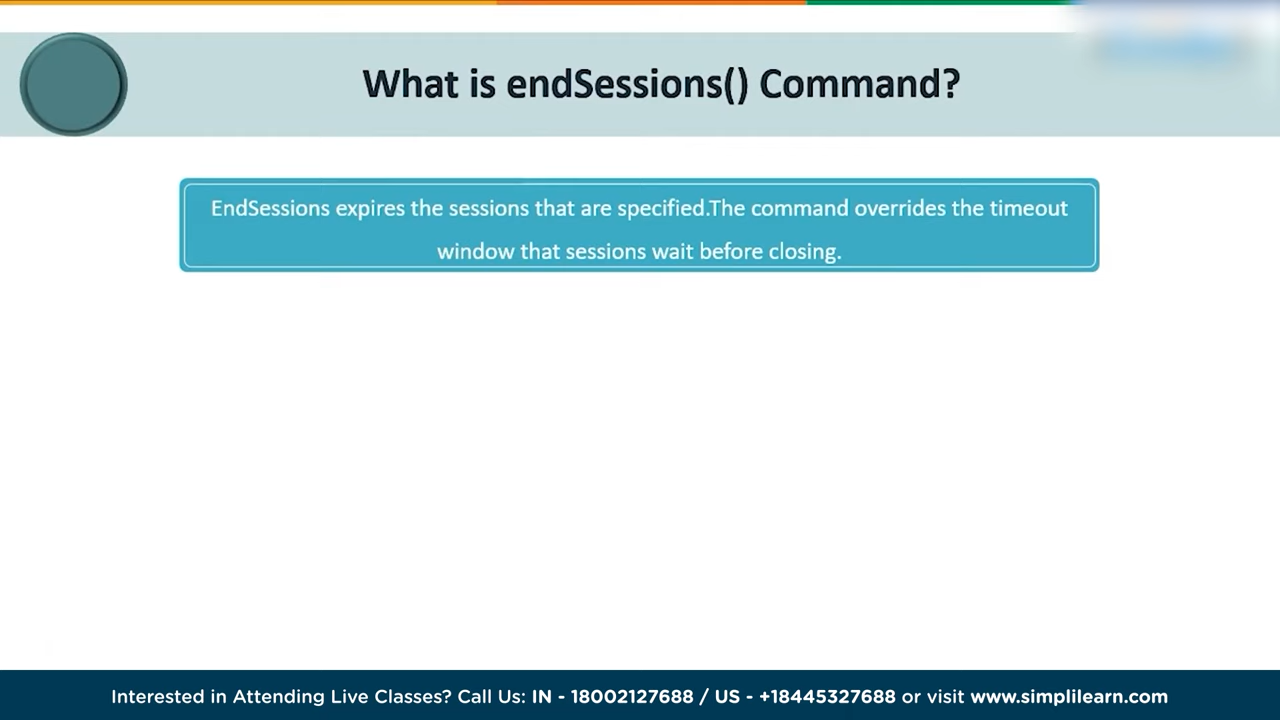 What is endSessions() Command?
EndSessions expires the sessions that are specified.The command overrides the timeout
window that sessions wait before closing.
Interested in Attending Live Classes? Call Us: IN - 18002127688 / US - +18445327688 or visit www.simplilearn.com